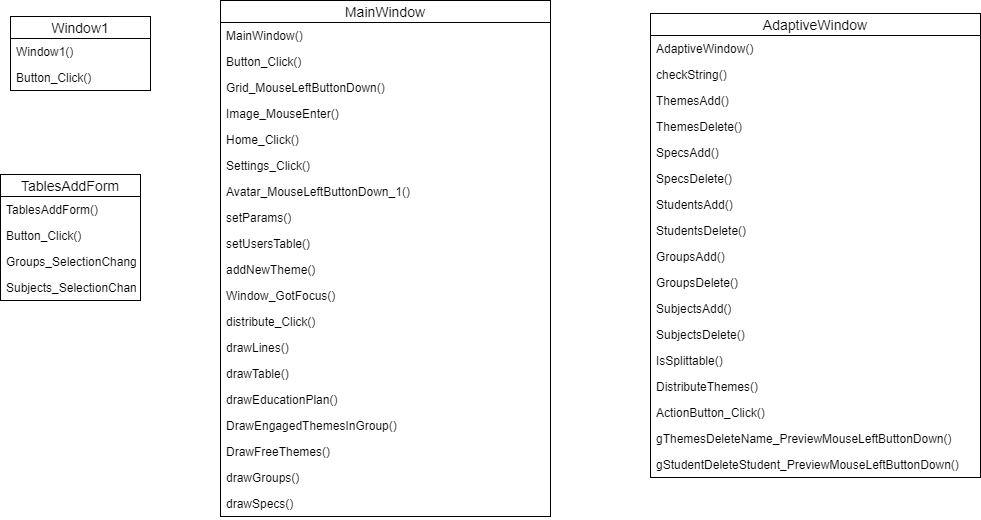 Window1
Window1()
Button_Click()
TablesAddForm
TablesAddForm()
Button_Click()
Groups_SelectionChang
Subjects_SelectionChan
MainWindow
MainWindow()
Button_Click()
Grid_MouseLeftButtonDown()
Image_MouseEnter()
Home_Click()
Settings_Click()
Avatar_MouseLeftButtonDown_1()
setParams()
setUsersTable()
addNewTheme()
Window_GotFocus()
distribute_Click()
drawLines()
drawTable()
drawEducationPlan()
DrawEngagedThemesInGroup()
DrawFreeThemes()
drawGroups()
drawSpecs()
AdaptiveWindow
AdaptiveWindow()
checkString()
ThemesAdd()
ThemesDelete()
SpecsAdd()
SpecsDelete()
StudentsAdd()
StudentsDelete()
GroupsAdd()
GroupsDelete()
SubjectsAdd()
SubjectsDelete()
IsSplittable()
DistributeThemes()
ActionButton_Click()
gThemesDeleteName_PreviewMouseLeftButtonDown()
gStudentDeleteStudent_PreviewMouseLeftButtonDown()